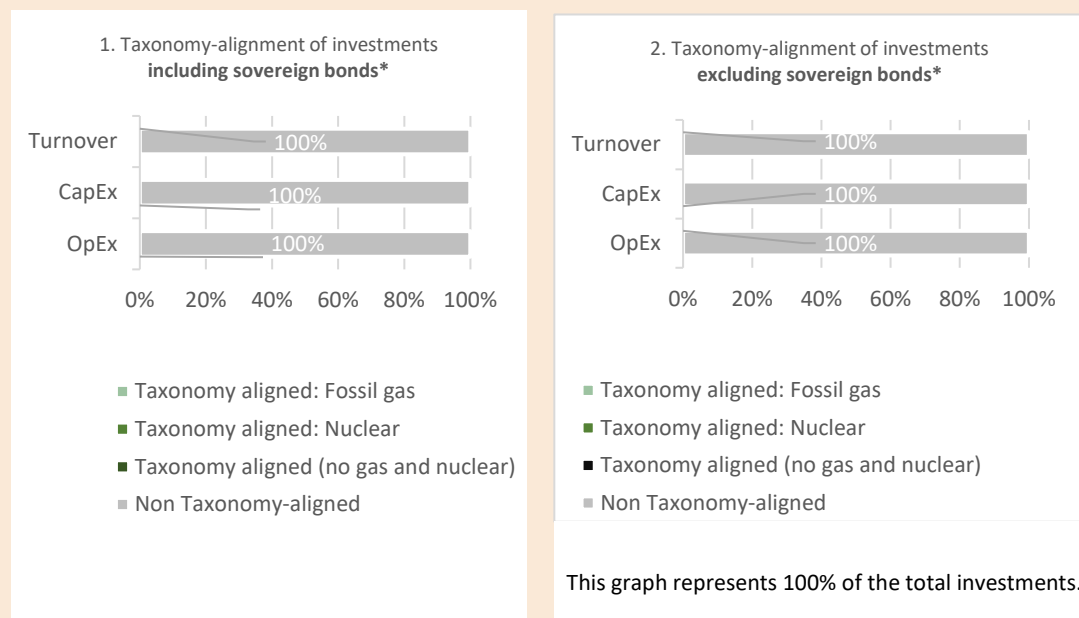 1. Taxonomy-alignment of investments
including sovereign bonds*
Turnover
100%
CapEx
100%
OpEx
100%
0% 20% 40% 60% 80% 100%
Taxonomy aligned: Fossil gas
Taxonomy aligned: Nuclear
Taxonomy aligned (no gas and nuclear)
Non Taxonomy-aligned
2. Taxonomy-alignment of investments
excluding sovereign bonds*
Turnover
100%
CapEx
100%
OpEx
100%
0% 20% 40% 60% 80% 100%
Taxonomy aligned: Fossil gas
Taxonomy aligned: Nuclear
Taxonomy aligned (no gas and nuclear)
Non Taxonomy-aligned
This graph represents 100% of the total investments.